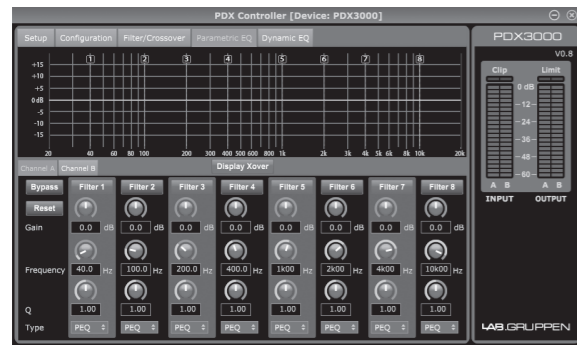 PDX Controller [Device: PDX3000]
Setup Configuration Filter/Crossover Parametric EQ Dynamic EQ
1 2 3 4 5 6 7 8
+15
+10
+5
0 dB
-5
-10
-15
20 40 60 80 100 200 300 400 500 600 800 1k 2k 3k 4k 5k 6k 8k 10k 20k
Channel A Channel B Display Xover
Bypass Filter 1 Filter 2 Filter 3 Filter 4 Filter 5 Filter 6 Filter 7 Filter 8
Reset
Gain 0.0 dB 0.0 dB 0.0 dB 0.0 dB 0.0 dB 0.0 dB 0.0 dB 0.0 dB
Frequency 40.0 Hz 100.0 Hz 200.0 Hz 400.0 Hz 1k00 Hz 2k00 Hz 4k00 Hz 10k00 Hz
Q 1.00 1.00 1.00 1.00 1.00 1.00 1.00 1.00
Type PEQ PEQ PEQ PEQ PEQ PEQ PEQ PEQ
PDX3000
V0.8
Clip Limit
0 dB
-12-
-24-
-36-
-48-
-60-
A B A B
INPUT OUTPUT
LAB.GRUPPEN